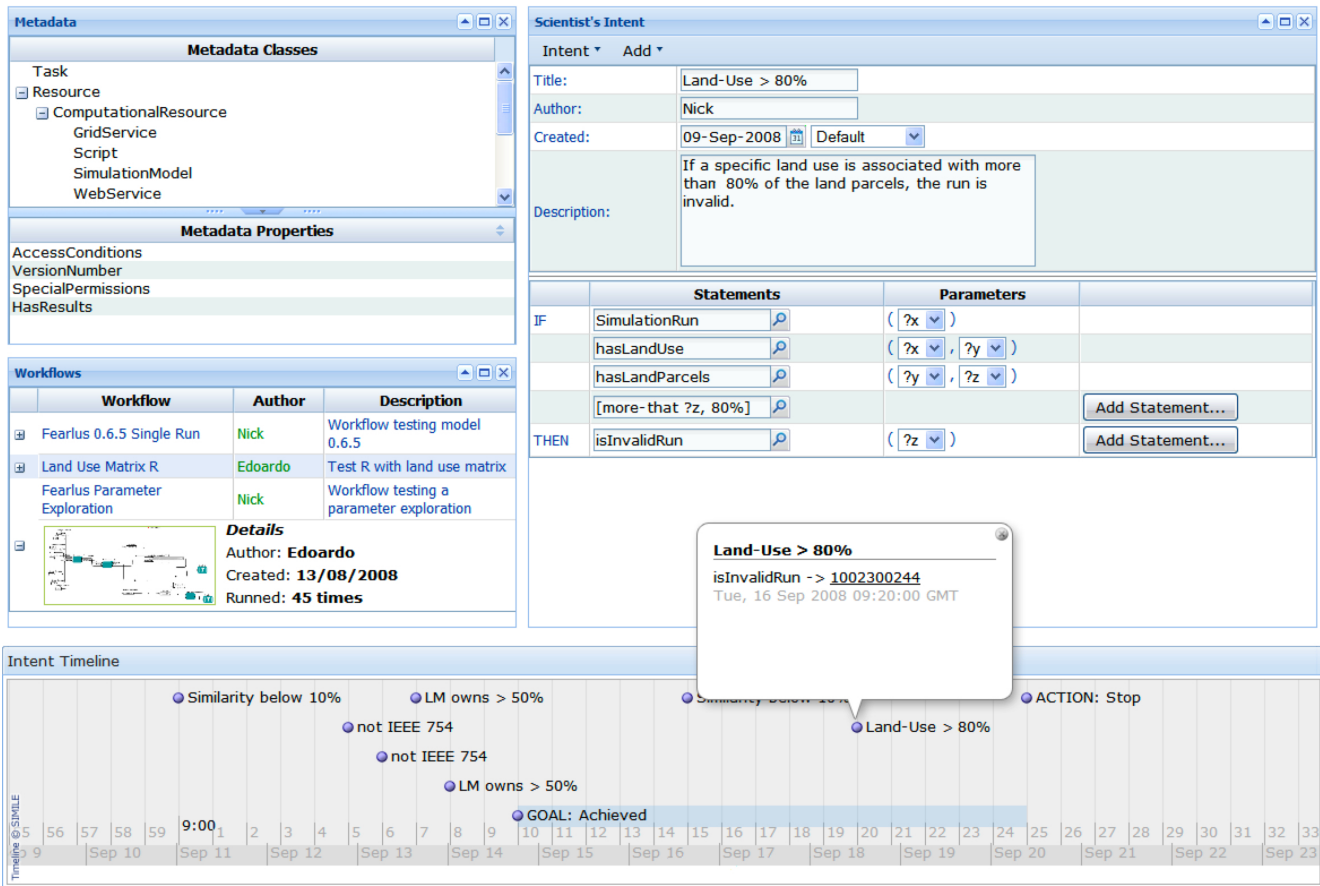 Metadata
Metadata Classes
Task
Resource
ComputationalResource
GridService
Script
SimulationModel
WebService
Metadata Properties
AccessConditions
VersionNumber
SpecialPermissions
HasResults
Workflows
Workflow Author Description
Fearlus 0.6.5 Single Run Nick Workflow testing model
0.6.5
Land Use Matrix R Edoardo Test R with land use matrix
Fearlus Parameter
Exploration Nick Workflow testing a
parameter exploration
Details
Author: Edoardo
Created: 13/08/2008
Runned: 45 times
Scientist's Intent
Intent Add
Title: Land-Use > 80%
Author: Nick
Created: 09-Sep-2008 31 Default
Description: If a specific land use is associated with more
than 80% of the land parcels, the run is
invalid.
Statements Parameters
IF SimulationRun ( ?x )
hasLandUse ( ?x , ?y )
hasLandParcels ( ?y , ?z )
[more-that ?z, 80%] Add Statement...
THEN isInvalidRun ( ?z ) Add Statement...
Land-Use > 80%
isInvalidRun -> 1002300244
Tue, 16 Sep 2008 09:20:00 GMT
Intent Timeline
Similarity below 10% LM owns > 50% Similarity below 10% ACTION: Stop
not IEEE 754 Land-Use > 80%
not IEEE 754
LM owns > 50%
GOAL: Achieved
5 56 57 58 59 9:00 1 2 3 4 5 6 7 8 9 10 11 12 13 14 15 16 17 18 19 20 21 22 23 24 25 26 27 28 29 30 31 32 33
9 Sep 10 Sep 11 Sep 12 Sep 13 Sep 14 Sep 15 Sep 16 Sep 17 Sep 18 Sep 19 Sep 20 Sep 21 Sep 22 Sep 23
Timeline © SIMILE